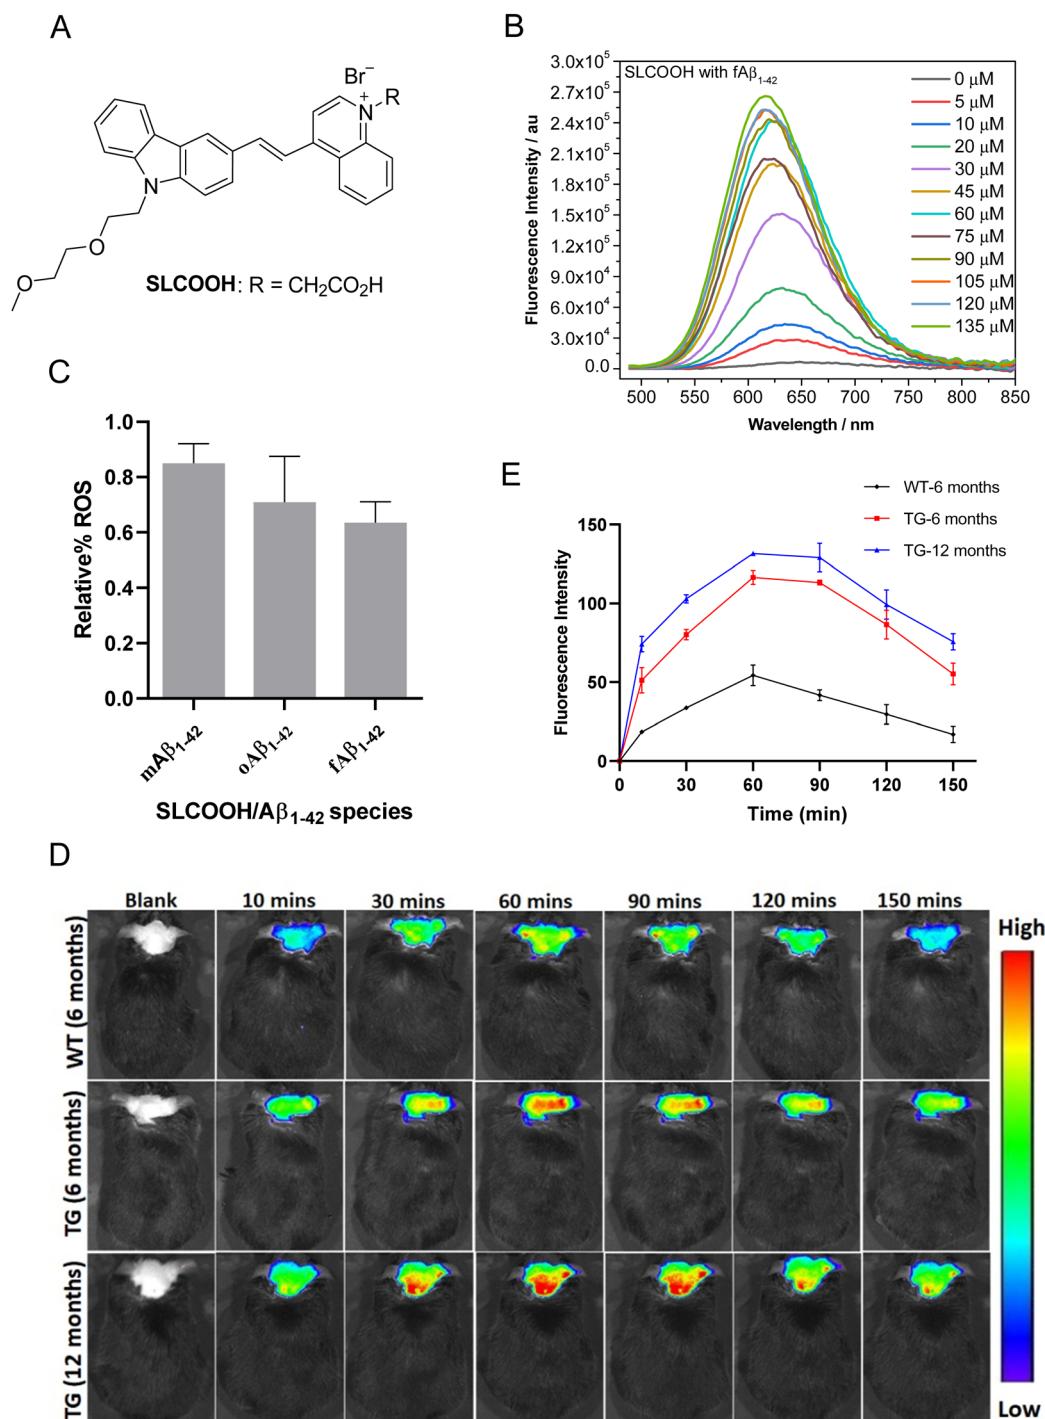 A
Br−
N+
R
N
O
O
SLCOOH: R = CH₂CO₂H
B
SLCOOH with fAβ₁₋₄₂
Fluorescence Intensity / au
3.0x10⁵
2.7x10⁵
2.4x10⁵
2.1x10⁵
1.8x10⁵
1.5x10⁵
1.2x10⁵
9.0x10⁴
6.0x10⁴
3.0x10⁴
0.0
0 μM
5 μM
10 μM
20 μM
30 μM
45 μM
60 μM
75 μM
90 μM
105 μM
120 μM
135 μM
500 550 600 650 700 750 800 850
Wavelength / nm
C
Relative% ROS
1.0
0.8
0.6
0.4
0.2
0.0
mAβ₁₋₄₂
oAβ₁₋₄₂
fAβ₁₋₄₂
SLCOOH/Aβ₁₋₄₂ species
E
WT-6 months
TG-6 months
TG-12 months
Fluorescence Intensity
150
100
50
0
0 30 60 90 120 150
Time (min)
D
Blank 10 mins 30 mins 60 mins 90 mins 120 mins 150 mins
WT (6 months)
TG (6 months)
TG (12 months)
High
Low